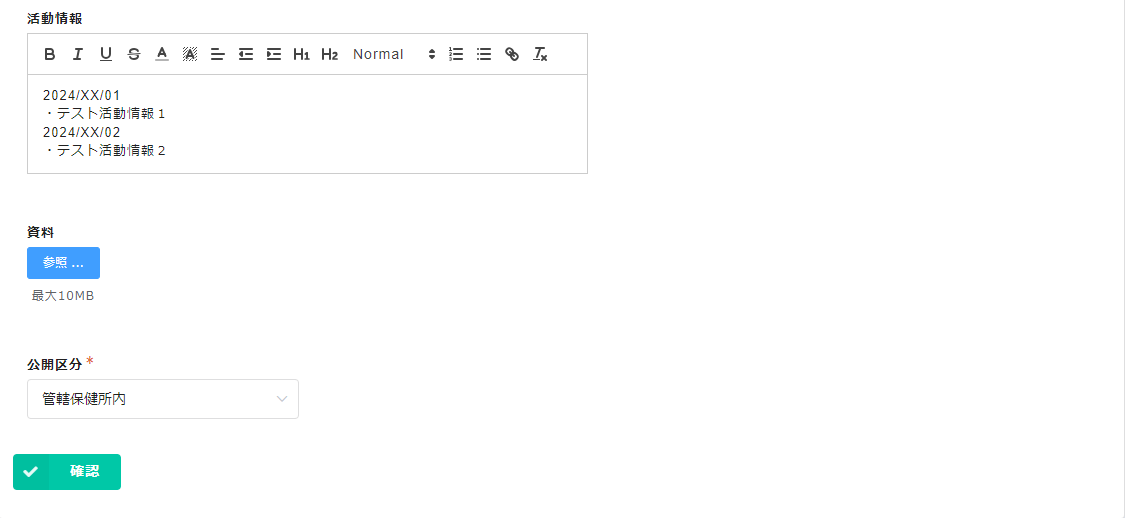 活動情報
B I U S A A H1 H2 Normal
2024/XX/01
・テスト活動情報１
2024/XX/02
・テスト活動情報２
資料
参照 ...
最大10MB
公開区分*
管轄保健所内
確認